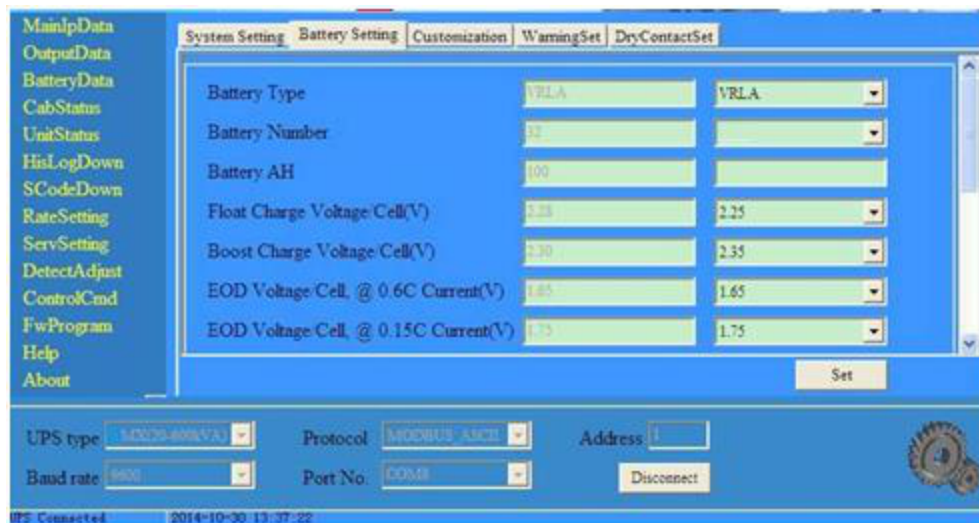 MainIpData
OutputData
BatteryData
CabStatus
UnitStatus
HisLogDown
SCodeDown
RateSetting
ServSetting
DetectAdjust
ControlCmd
FwProgram
Help
About
System Setting Battery Setting Customization WarningSet DryContactSet
Battery Type VRLA VRLA
Battery Number 32
Battery AH 100
Float Charge Voltage/Cell(V) 2.25
Boost Charge Voltage/Cell(V) 2.30 2.35
EOD Voltage/Cell, @ 0.6C Current(V) 1.65 1.65
EOD Voltage/Cell, @ 0.15C Current(V) 1.75 1.75
Set
UPS type Protocol MODBUS_ASCII Address 1
Baud rate 9600 Port No. Disconnect
UPS Connected 2014-10-30 13:37:22